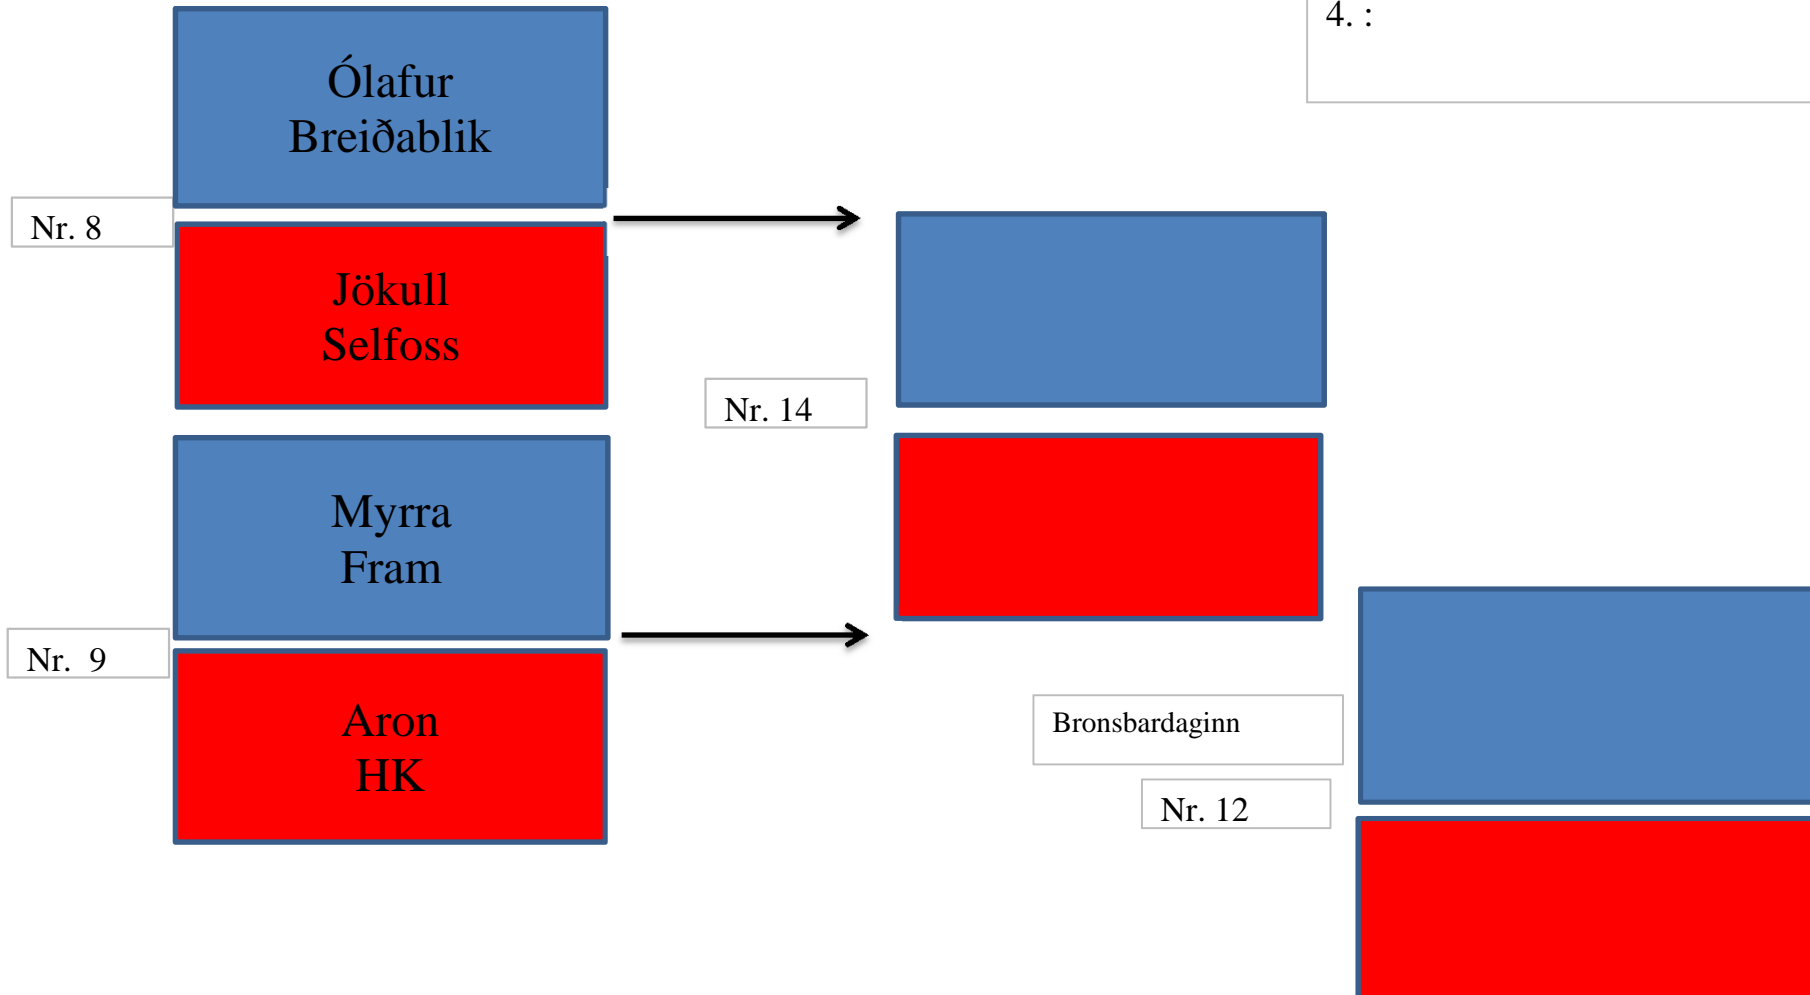 4. :
Ólafur
Breiðablik
Nr. 8
Jökull
Selfoss
Nr. 14
Myrra
Fram
Nr.  9
Aron
HK
Bronsbardaginn
Nr. 12